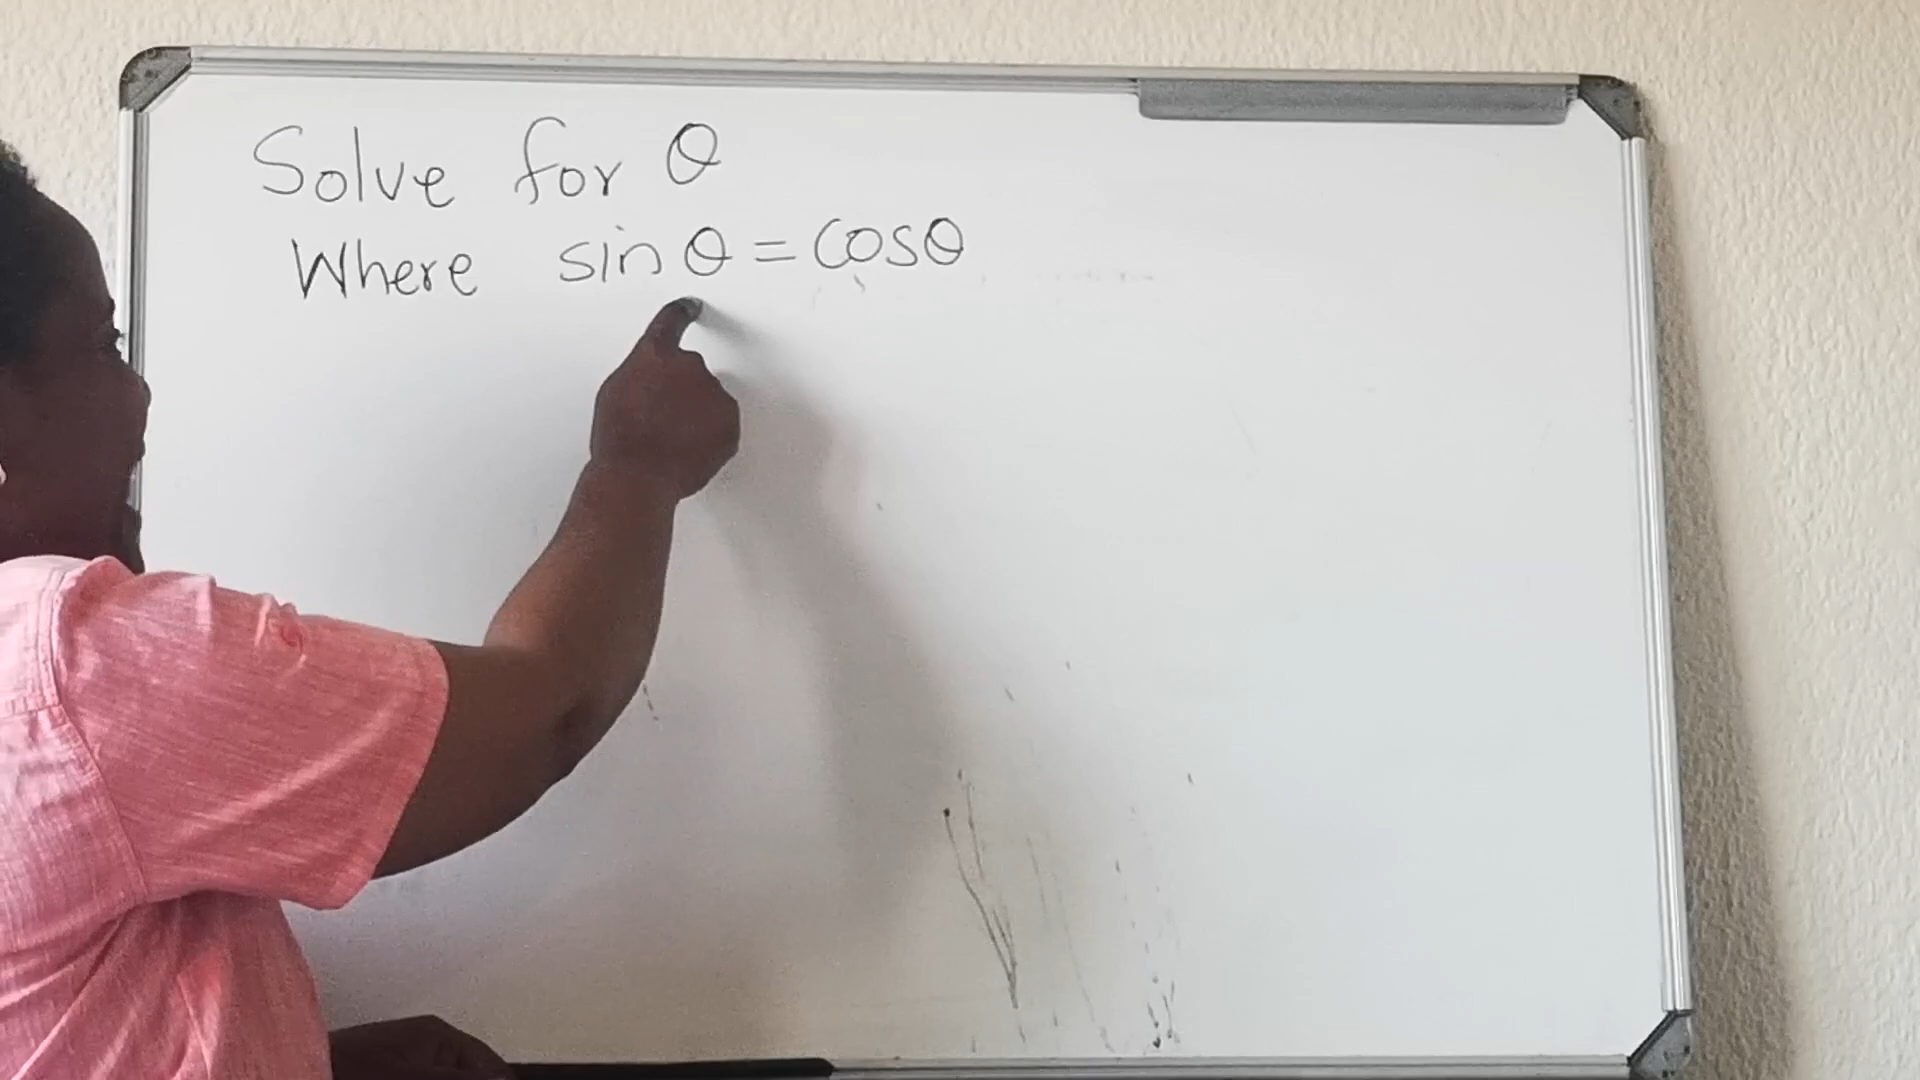 Solve for θ
Where sin θ = cosθ